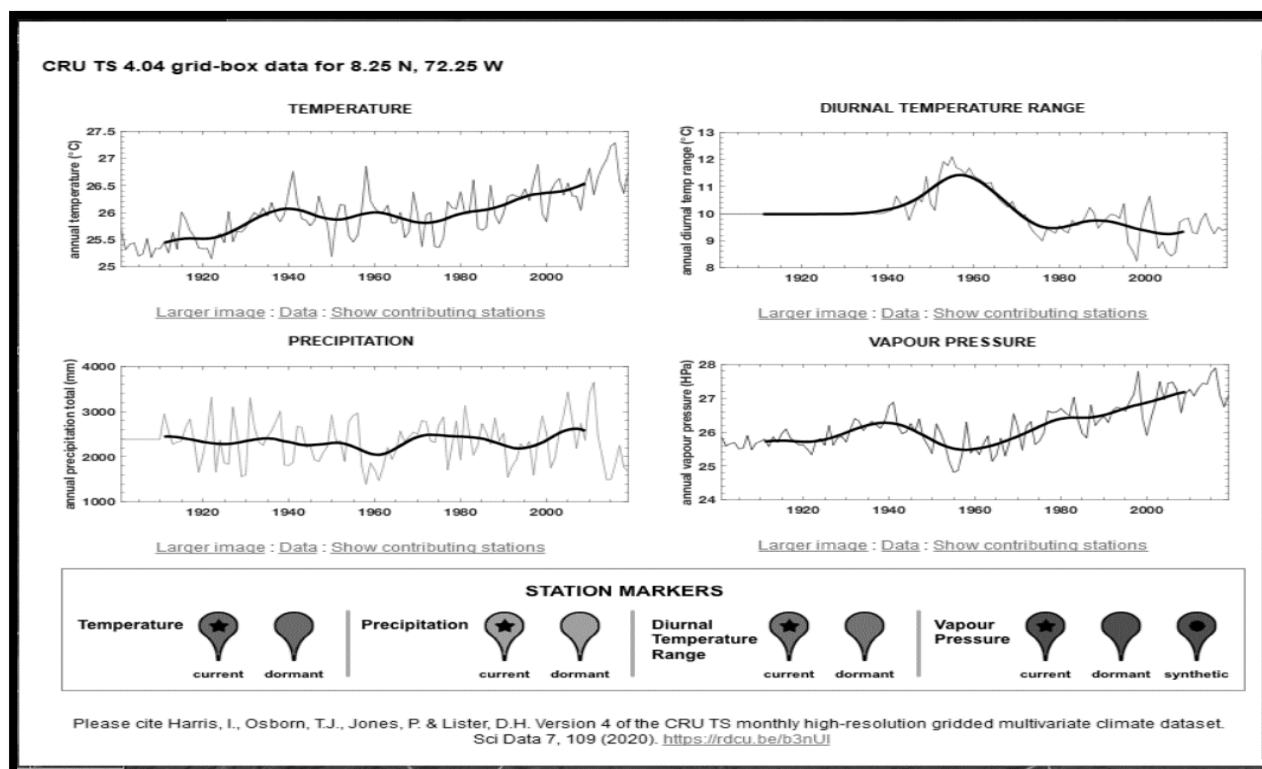 CRU TS 4.04 grid-box data for 8.25 N, 72.25 W
TEMPERATURE
annual temperature (°C)
27.5
27
26.5
26
25.5
25
1920 1940 1960 1980 2000
Larger image : Data : Show contributing stations
DIURNAL TEMPERATURE RANGE
annual diurnal temp range (°C)
13
12
11
10
9
8
1920 1940 1960 1980 2000
Larger image : Data : Show contributing stations
PRECIPITATION
annual precipitation total (mm)
4000
3000
2000
1000
1920 1940 1960 1980 2000
Larger image : Data : Show contributing stations
VAPOUR PRESSURE
annual vapour pressure (HPa)
28
27
26
25
24
1920 1940 1960 1980 2000
Larger image : Data : Show contributing stations
STATION MARKERS
Temperature
current dormant
Precipitation
current dormant
Diurnal
Temperature
Range
current dormant
Vapour
Pressure
current dormant synthetic
Please cite Harris, I., Osborn, T.J., Jones, P. & Lister, D.H. Version 4 of the CRU TS monthly high-resolution gridded multivariate climate dataset.
Sci Data 7, 109 (2020). https://rdcu.be/b3nUI